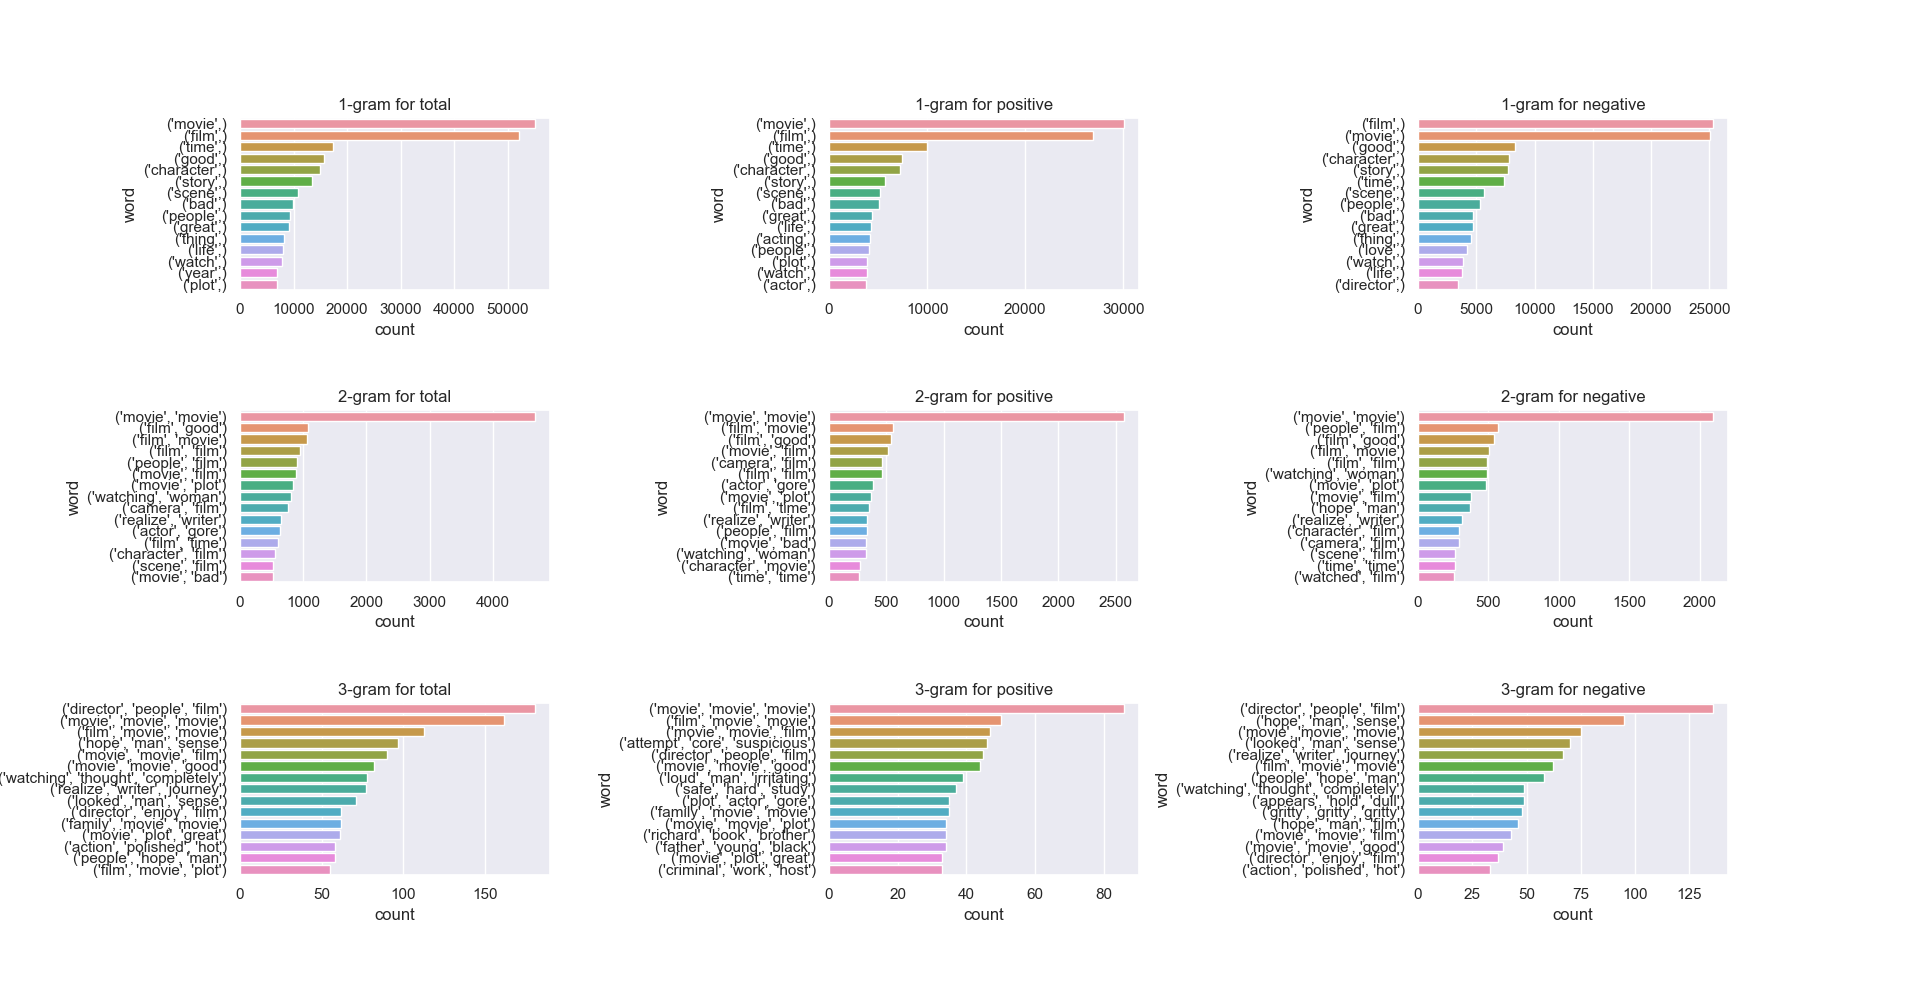 1-gram for total
('movie',)
('film',)
('time',)
('good',)
('character',)
('story',)
('scene',)
('bad',)
('people',)
('great',)
('thing',)
('life',)
('watch',)
('year',)
('plot',)
word
0 10000 20000 30000 40000 50000
count
1-gram for positive
('movie',)
('film',)
('time',)
('good',)
('character',)
('story',)
('scene',)
('bad',)
('great',)
('life',)
('acting',)
('people',)
('plot',)
('watch',)
('actor',)
word
0 10000 20000 30000
count
1-gram for negative
('film',)
('movie',)
('good',)
('character',)
('story',)
('time',)
('scene',)
('people',)
('bad',)
('great',)
('thing',)
('love',)
('watch',)
('life',)
('director',)
word
0 5000 10000 15000 20000 25000
count
2-gram for total
('movie', 'movie')
('film', 'good')
('film', 'movie')
('film', 'film')
('people', 'film')
('movie', 'film')
('movie', 'plot')
('watching', 'woman')
('camera', 'film')
('realize', 'writer')
('actor', 'gore')
('film', 'time')
('character', 'film')
('scene', 'film')
('movie', 'bad')
word
0 1000 2000 3000 4000
count
2-gram for positive
('movie', 'movie')
('film', 'movie')
('film', 'good')
('movie', 'film')
('camera', 'film')
('film', 'film')
('actor', 'gore')
('movie', 'plot')
('film', 'time')
('realize', 'writer')
('people', 'film')
('movie', 'bad')
('watching', 'woman')
('character', 'movie')
('time', 'time')
word
0 500 1000 1500 2000 2500
count
2-gram for negative
('movie', 'movie')
('people', 'film')
('film', 'good')
('film', 'movie')
('film', 'film')
('watching', 'woman')
('movie', 'plot')
('movie', 'film')
('hope', 'man')
('realize', 'writer')
('character', 'film')
('camera', 'film')
('scene', 'film')
('time', 'time')
('watched', 'film')
word
0 500 1000 1500 2000
count
3-gram for total
('director', 'people', 'film')
('movie', 'movie', 'movie')
('film', 'movie', 'movie')
('hope', 'man', 'sense')
('movie', 'movie', 'film')
('movie', 'movie', 'good')
('watching', 'thought', 'completely')
('realize', 'writer', 'journey')
('looked', 'man', 'sense')
('director', 'enjoy', 'film')
('family', 'movie', 'movie')
('movie', 'plot', 'great')
('action', 'polished', 'hot')
('people', 'hope', 'man')
('film', 'movie', 'plot')
0 50 100 150
count
3-gram for positive
('movie', 'movie', 'movie')
('film', 'movie', 'movie')
('movie', 'movie', 'film')
('attempt', 'core', 'suspicious')
('director', 'people', 'film')
('movie', 'movie', 'good')
('loud', 'man', 'irritating')
('safe', 'hard', 'study')
('plot', 'actor', 'gore')
('family', 'movie', 'movie')
('movie', 'movie', 'plot')
('richard', 'book', 'brother')
('father', 'young', 'black')
('movie', 'plot', 'great')
('criminal', 'work', 'host')
word
0 20 40 60 80
count
3-gram for negative
('director', 'people', 'film')
('hope', 'man', 'sense')
('movie', 'movie', 'movie')
('looked', 'man', 'sense')
('realize', 'writer', 'journey')
('film', 'movie', 'movie')
('people', 'hope', 'man')
('watching', 'thought', 'completely')
('appears', 'hold', 'dull')
('gritty', 'gritty', 'gritty')
('hope', 'man', 'film')
('movie', 'movie', 'film')
('movie', 'movie', 'good')
('director', 'enjoy', 'film')
('action', 'polished', 'hot')
word
0 25 50 75 100 125
count